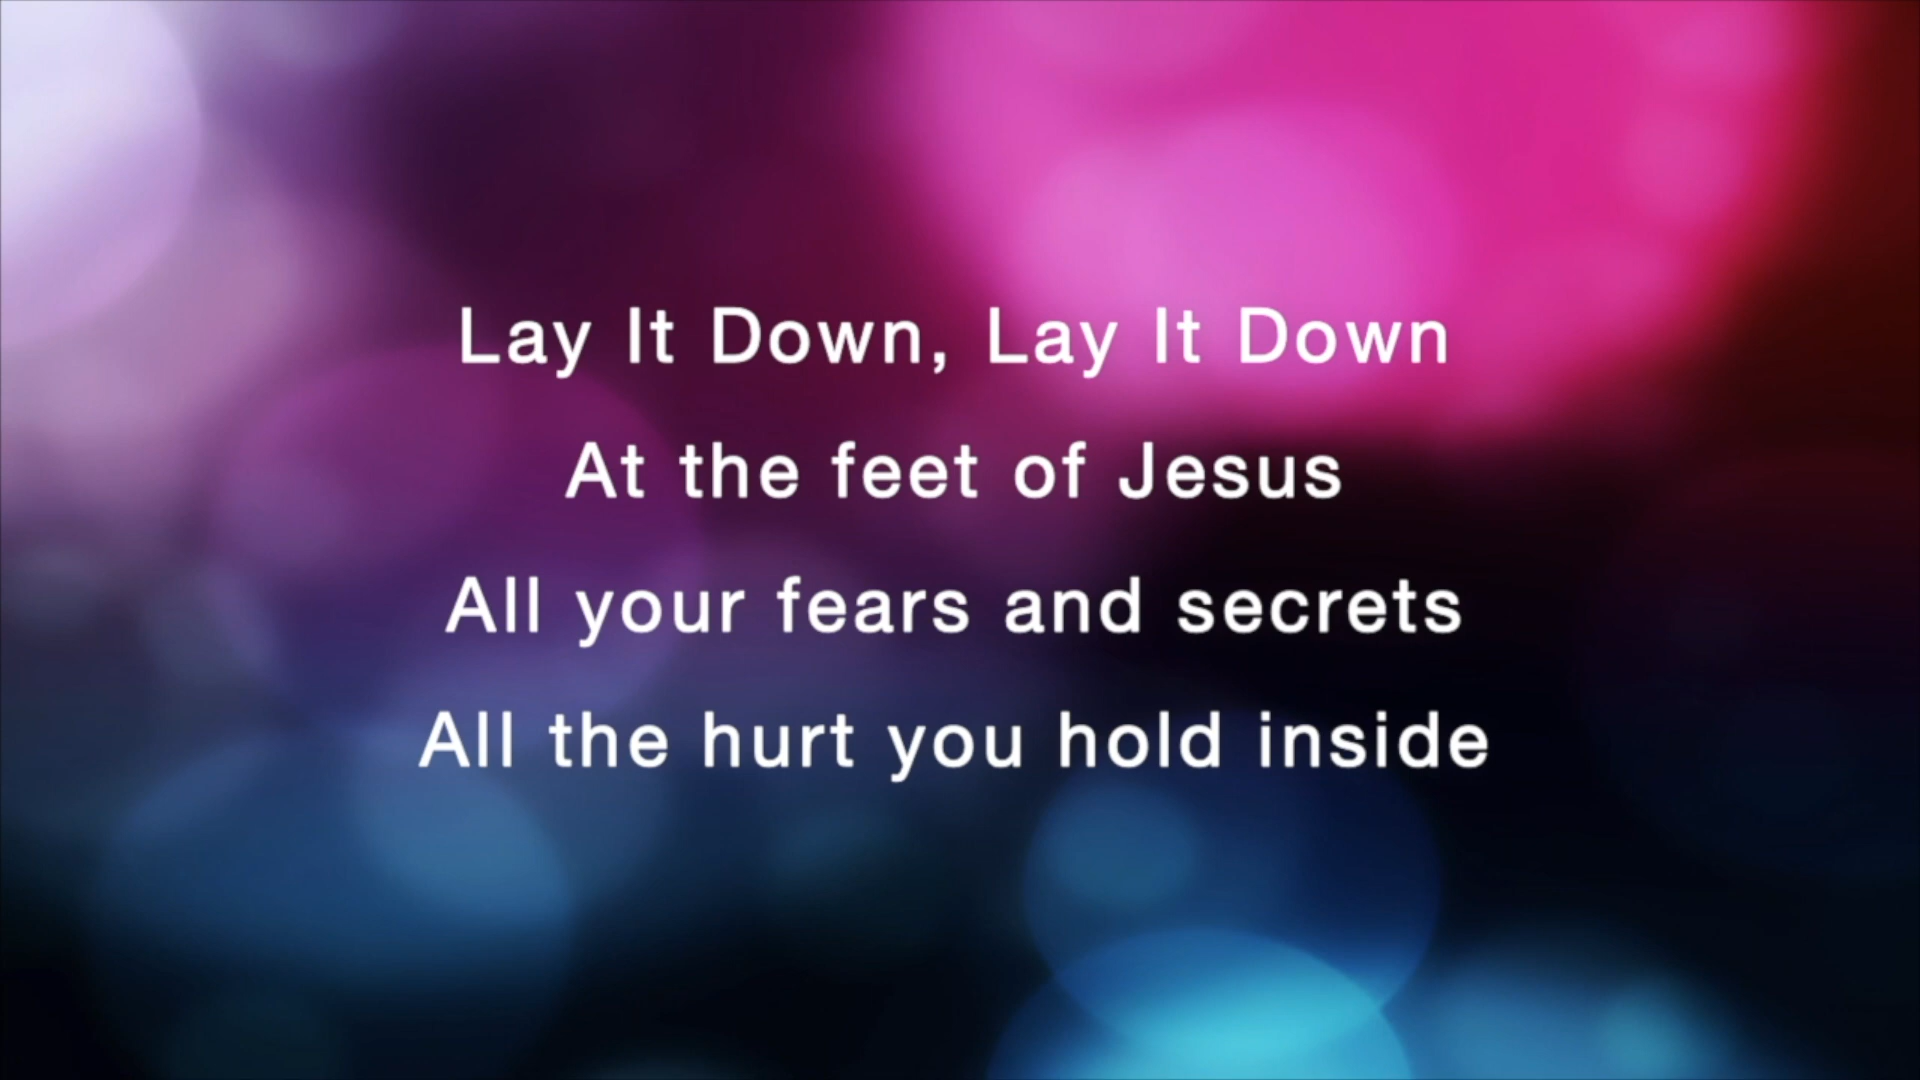 Lay It Down, Lay It Down
At the feet of Jesus
All your fears and secrets
All the hurt you hold inside